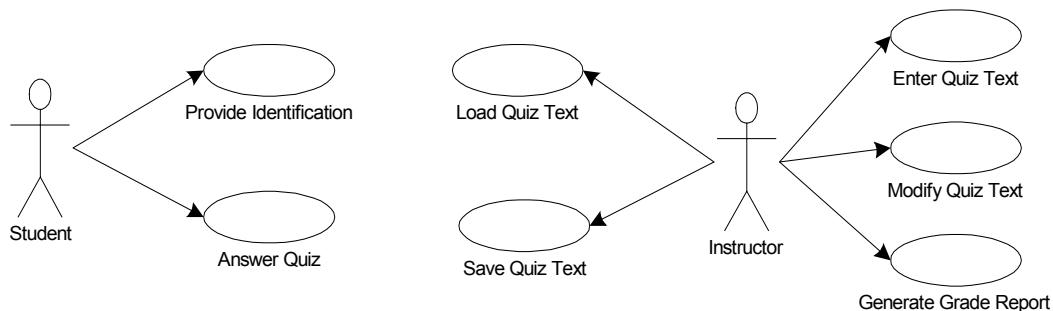 Provide Identification
Student
Answer Quiz
Load Quiz Text
Save Quiz Text
Instructor
Enter Quiz Text
Modify Quiz Text
Generate Grade Report